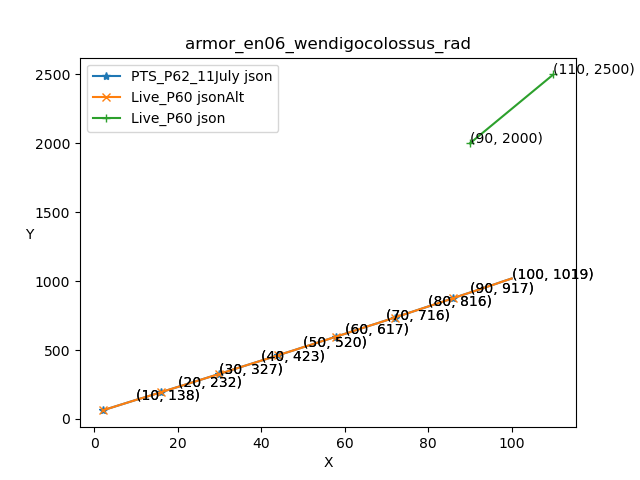 armor_en06_wendigocolossus_rad
PTS_P62_11July json
Live_P60 jsonAlt
Live_P60 json
(110, 2500)
(90, 2000)
(100, 1019)
(90, 917)
(80, 816)
(70, 716)
(60, 617)
(50, 520)
(40, 423)
(30, 327)
(20, 232)
(10, 138)
2500
2000
1500
1000
500
0
Y
0 20 40 60 80 100
X